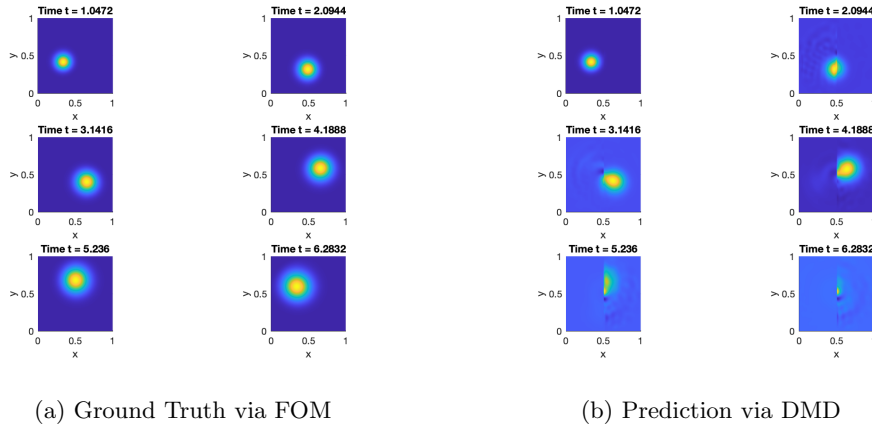 Time t = 1.0472
1
y
0.5
0
0 0.5 1
x
Time t = 2.0944
1
y
0.5
0
0 0.5 1
x
Time t = 3.1416
1
y
0.5
0
0 0.5 1
x
Time t = 4.1888
1
y
0.5
0
0 0.5 1
x
Time t = 5.236
1
y
0.5
0
0 0.5 1
x
Time t = 6.2832
1
y
0.5
0
0 0.5 1
x
(a) Ground Truth via FOM
Time t = 1.0472
1
y
0.5
0
0 0.5 1
x
Time t = 2.0944
1
y
0.5
0
0 0.5 1
x
Time t = 3.1416
1
y
0.5
0
0 0.5 1
x
Time t = 4.1888
1
y
0.5
0
0 0.5 1
x
Time t = 5.236
1
y
0.5
0
0 0.5 1
x
Time t = 6.2832
1
y
0.5
0
0 0.5 1
x
(b) Prediction via DMD